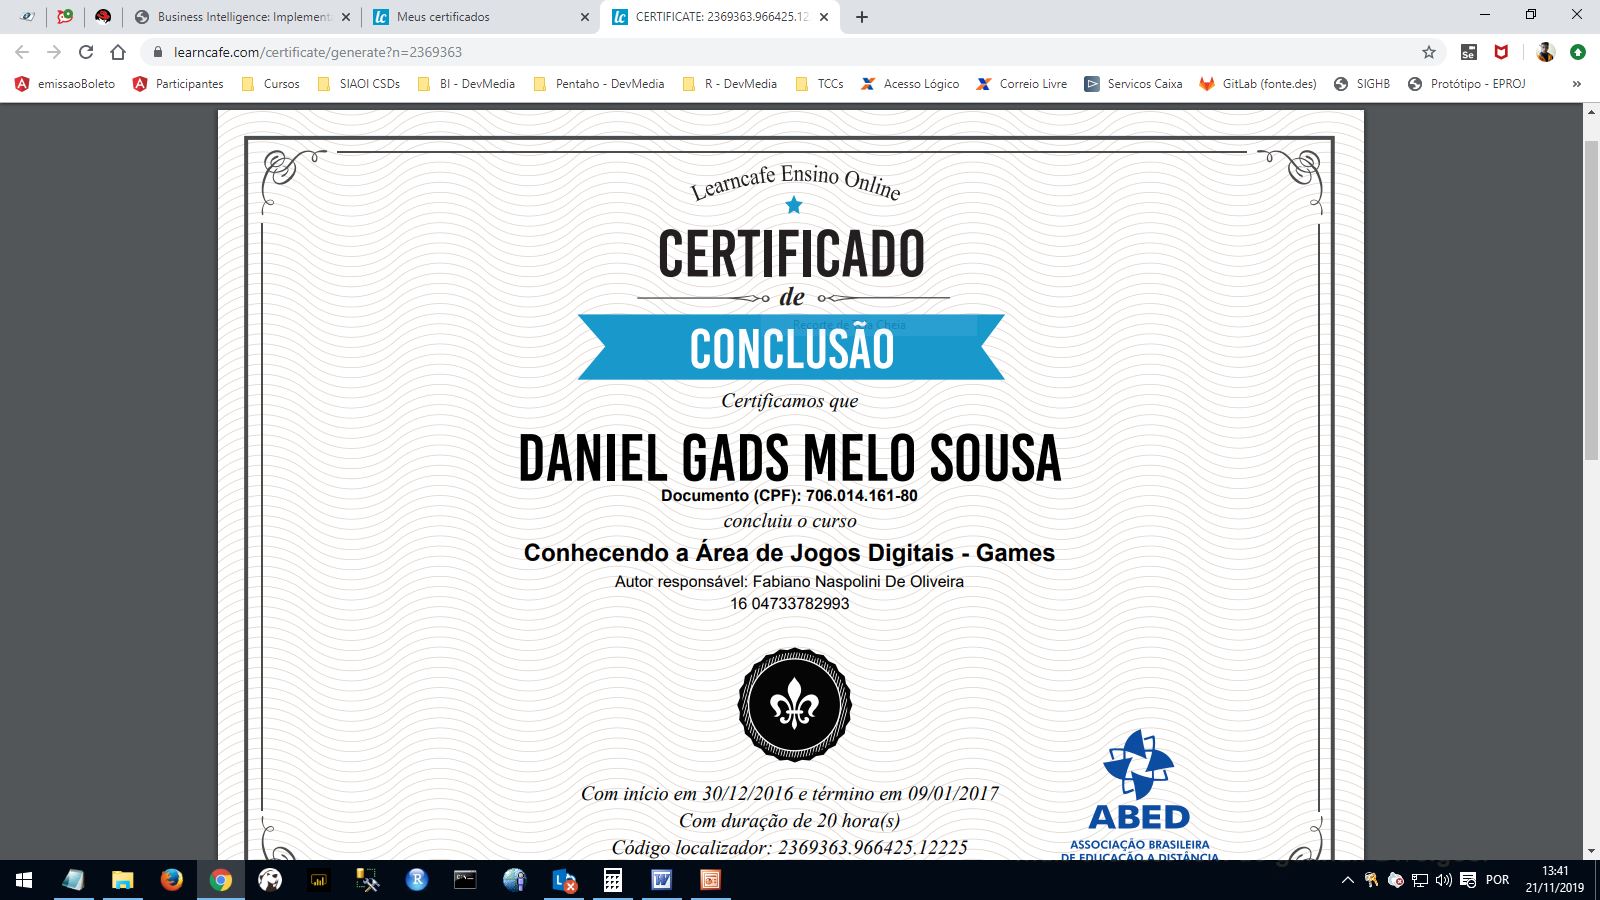 Business Intelligence: Implement
Meus certificados
CERTIFICATE: 2369363.966425.12
learncafe.com/certificate/generate?n=2369363
emissaoBoleto
Participantes
Cursos
SIAOI CSDs
BI - DevMedia
Pentaho - DevMedia
R - DevMedia
TCCs
Acesso Lógico
Correio Livre
Servicos Caixa
GitLab (fonte.des)
SIGHB
Protótipo - EPROJ
Learncafe Ensino Online
CERTIFICADO
de
CONCLUSÃO
Certificamos que
DANIEL GADS MELO SOUSA
Documento (CPF): 706.014.161-80
concluiu o curso
Conhecendo a Área de Jogos Digitais - Games
Autor responsável: Fabiano Naspolini De Oliveira
16 04733782993
Com início em 30/12/2016 e término em 09/01/2017
Com duração de 20 hora(s)
Código localizador: 2369363.966425.12225
ABED
ASSOCIAÇÃO BRASILEIRA
DE EDUCAÇÃO A DISTÂNCIA
POR
13:41
21/11/2019